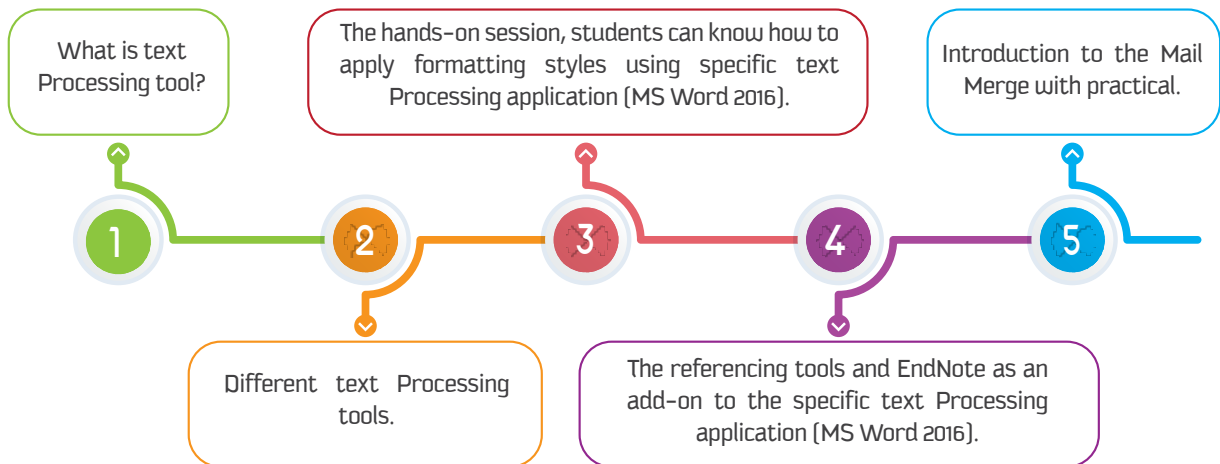 What is text
Processing tool?
The hands-on session, students can know how to
apply formatting styles using specific text
Processing application (MS Word 2016).
Introduction to the Mail
Merge with practical.
1
2
3
4
5
Different text Processing
tools.
The referencing tools and EndNote as an
add-on to the specific text Processing
application (MS Word 2016).